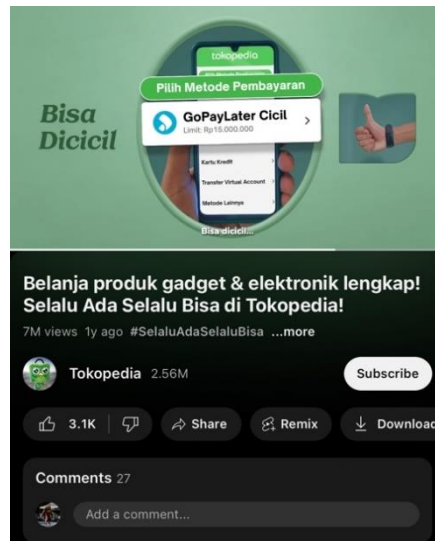 tokopedia
Pilih Metode Pembayaran
Bisa
Dicicil
GoPayLater Cicil
Limit: Rp15.000.000
Kartu Kredit
Transfer Virtual Account
Metode Lainnya
Bisa dicicil...
Belanja produk gadget & elektronik lengkap!
Selalu Ada Selalu Bisa di Tokopedia!
7M views 1y ago #SelaluAdaSelaluBisa ...more
Tokopedia 2.56M
Subscribe
3.1K Share Remix Download
Comments 27
Add a comment...